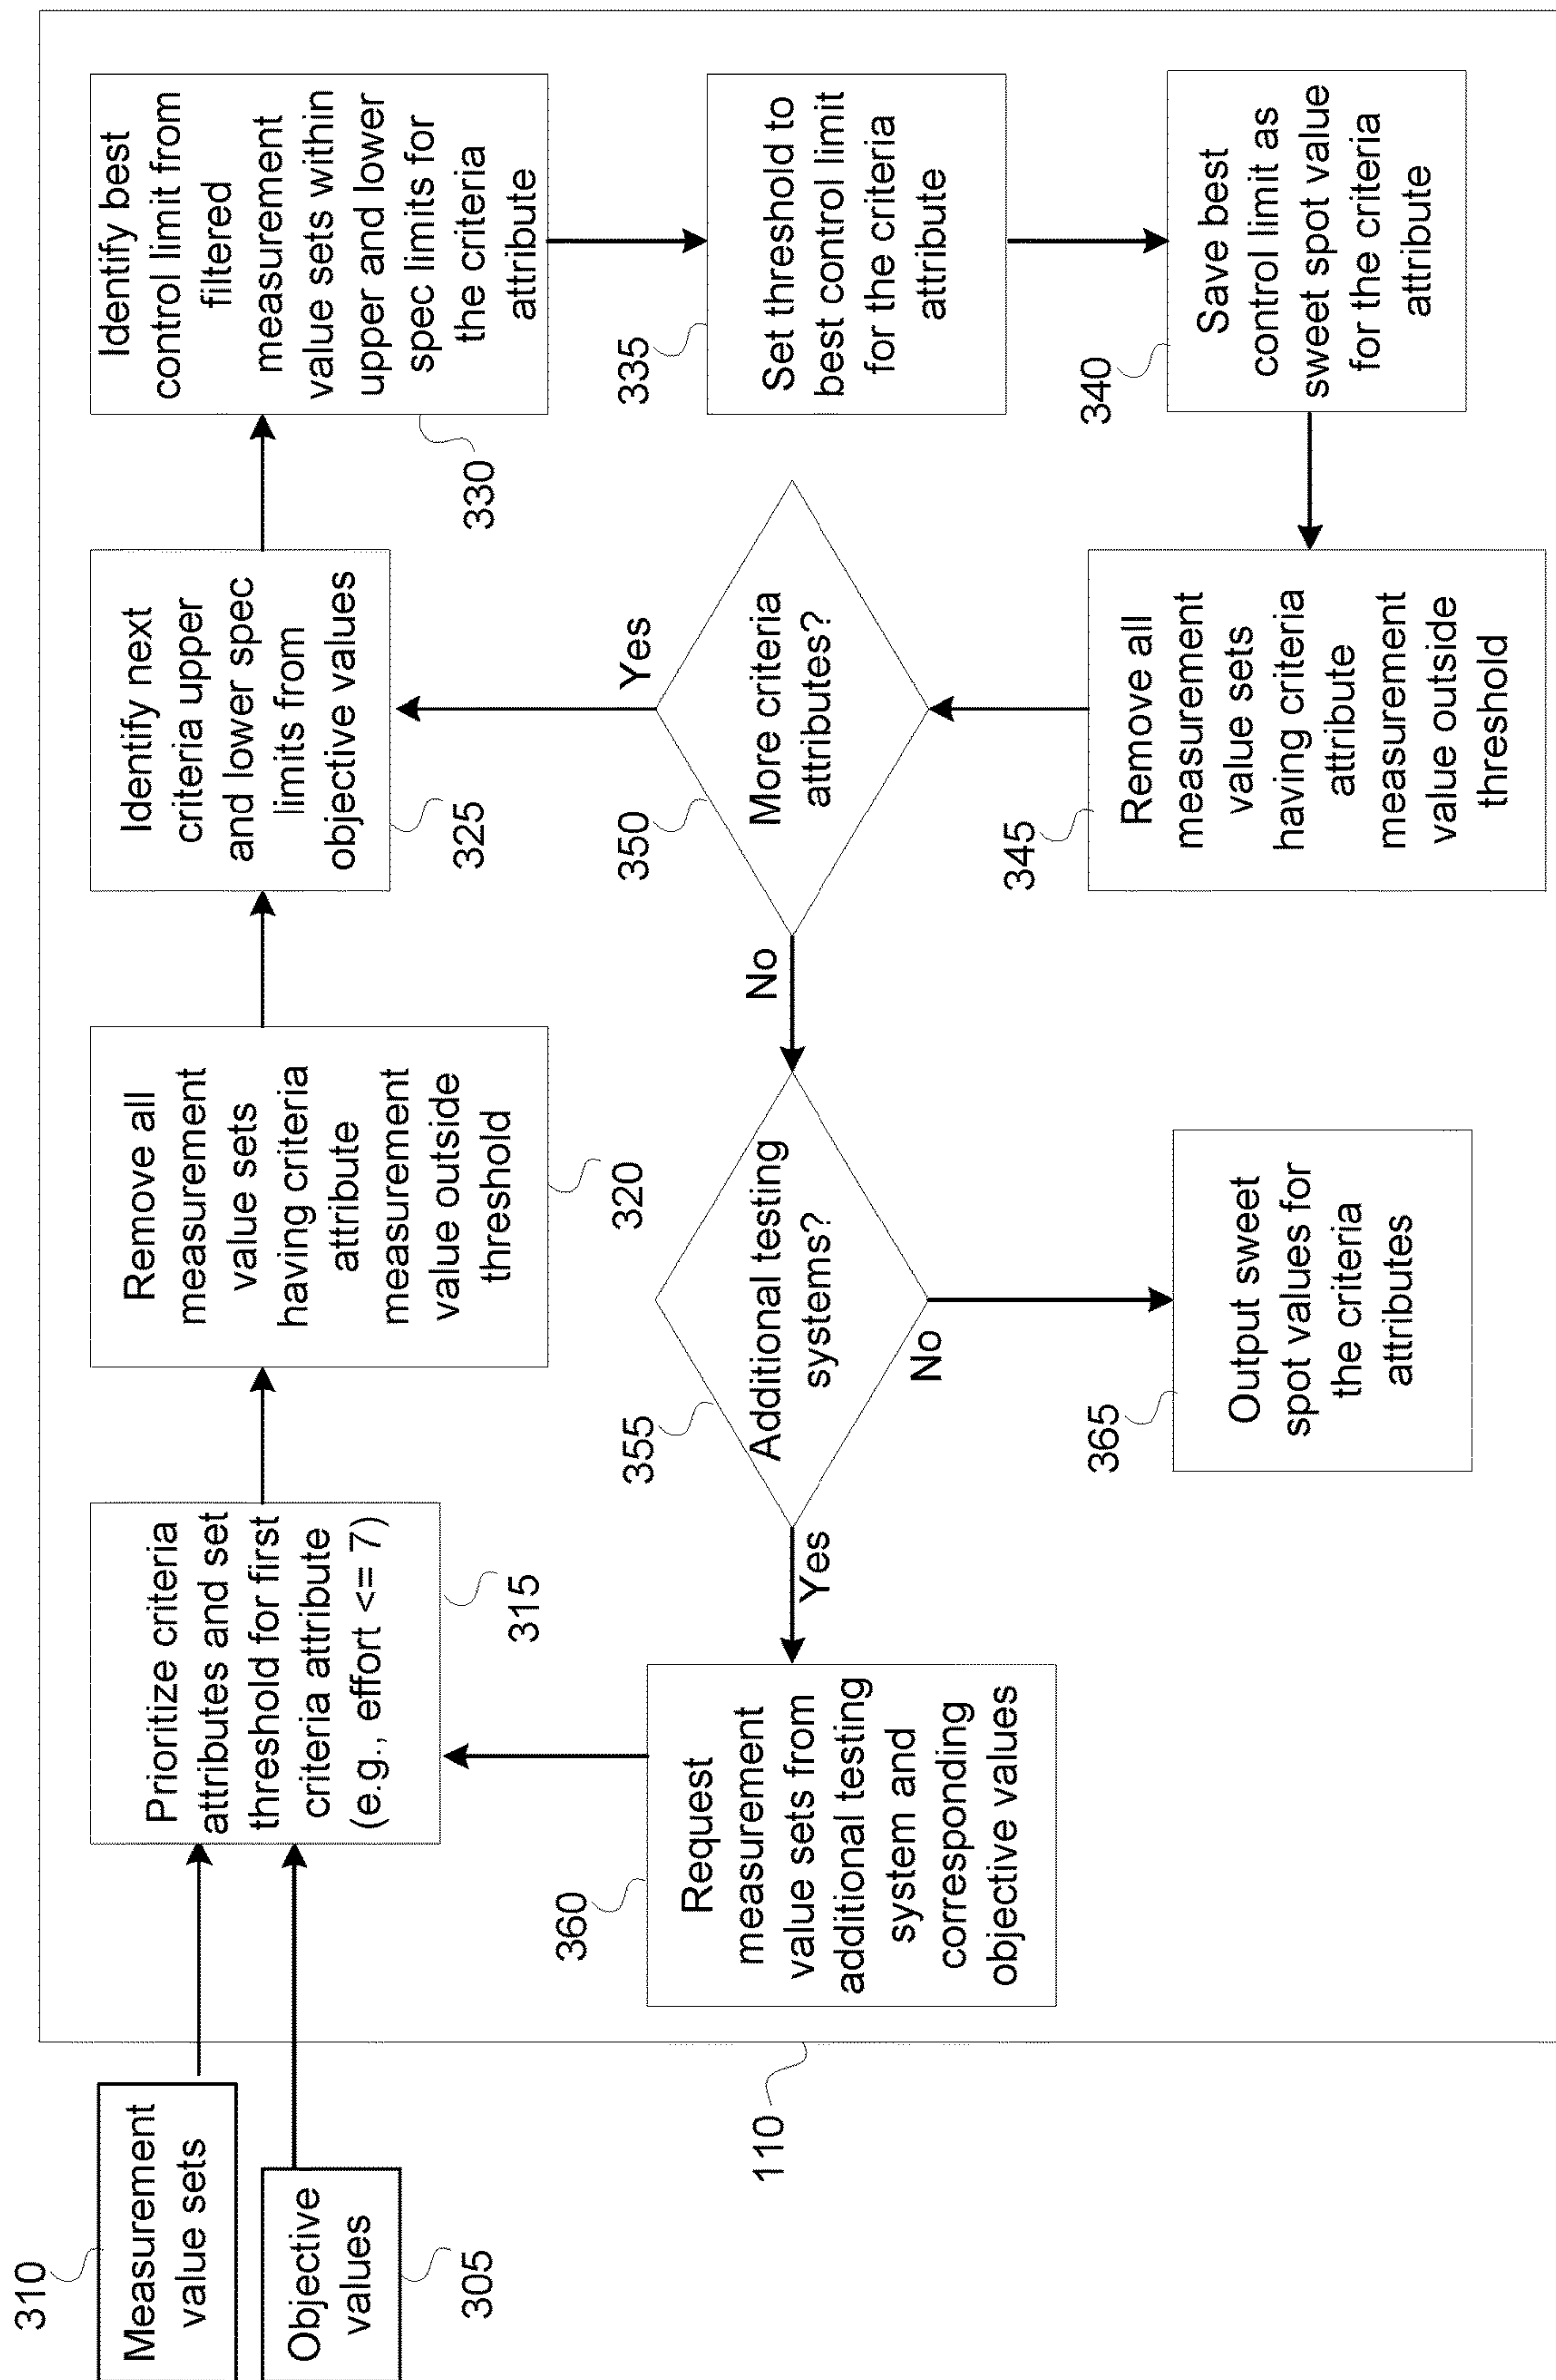 310
Measurement
value sets
Objective
values
305
110
Prioritize criteria
attributes and set
threshold for first
criteria attribute
(e.g., effort <= 7)
315
Remove all
measurement
value sets
having criteria
attribute
measurement
value outside
threshold
320
Identify next
criteria upper
and lower spec
limits from
objective values
325
Identify best
control limit from
filtered
measurement
value sets within
upper and lower
spec limits for
the criteria
attribute
330
335
Set threshold to
best control limit
for the criteria
attribute
340
Save best
control limit as
sweet spot value
for the criteria
attribute
345
Remove all
measurement
value sets
having criteria
attribute
measurement
value outside
threshold
350
More criteria
attributes?
Yes
No
355
Additional testing
systems?
Yes
No
360
Request
measurement
value sets from
additional testing
system and
corresponding
objective values
365
Output sweet
spot values for
the criteria
attributes